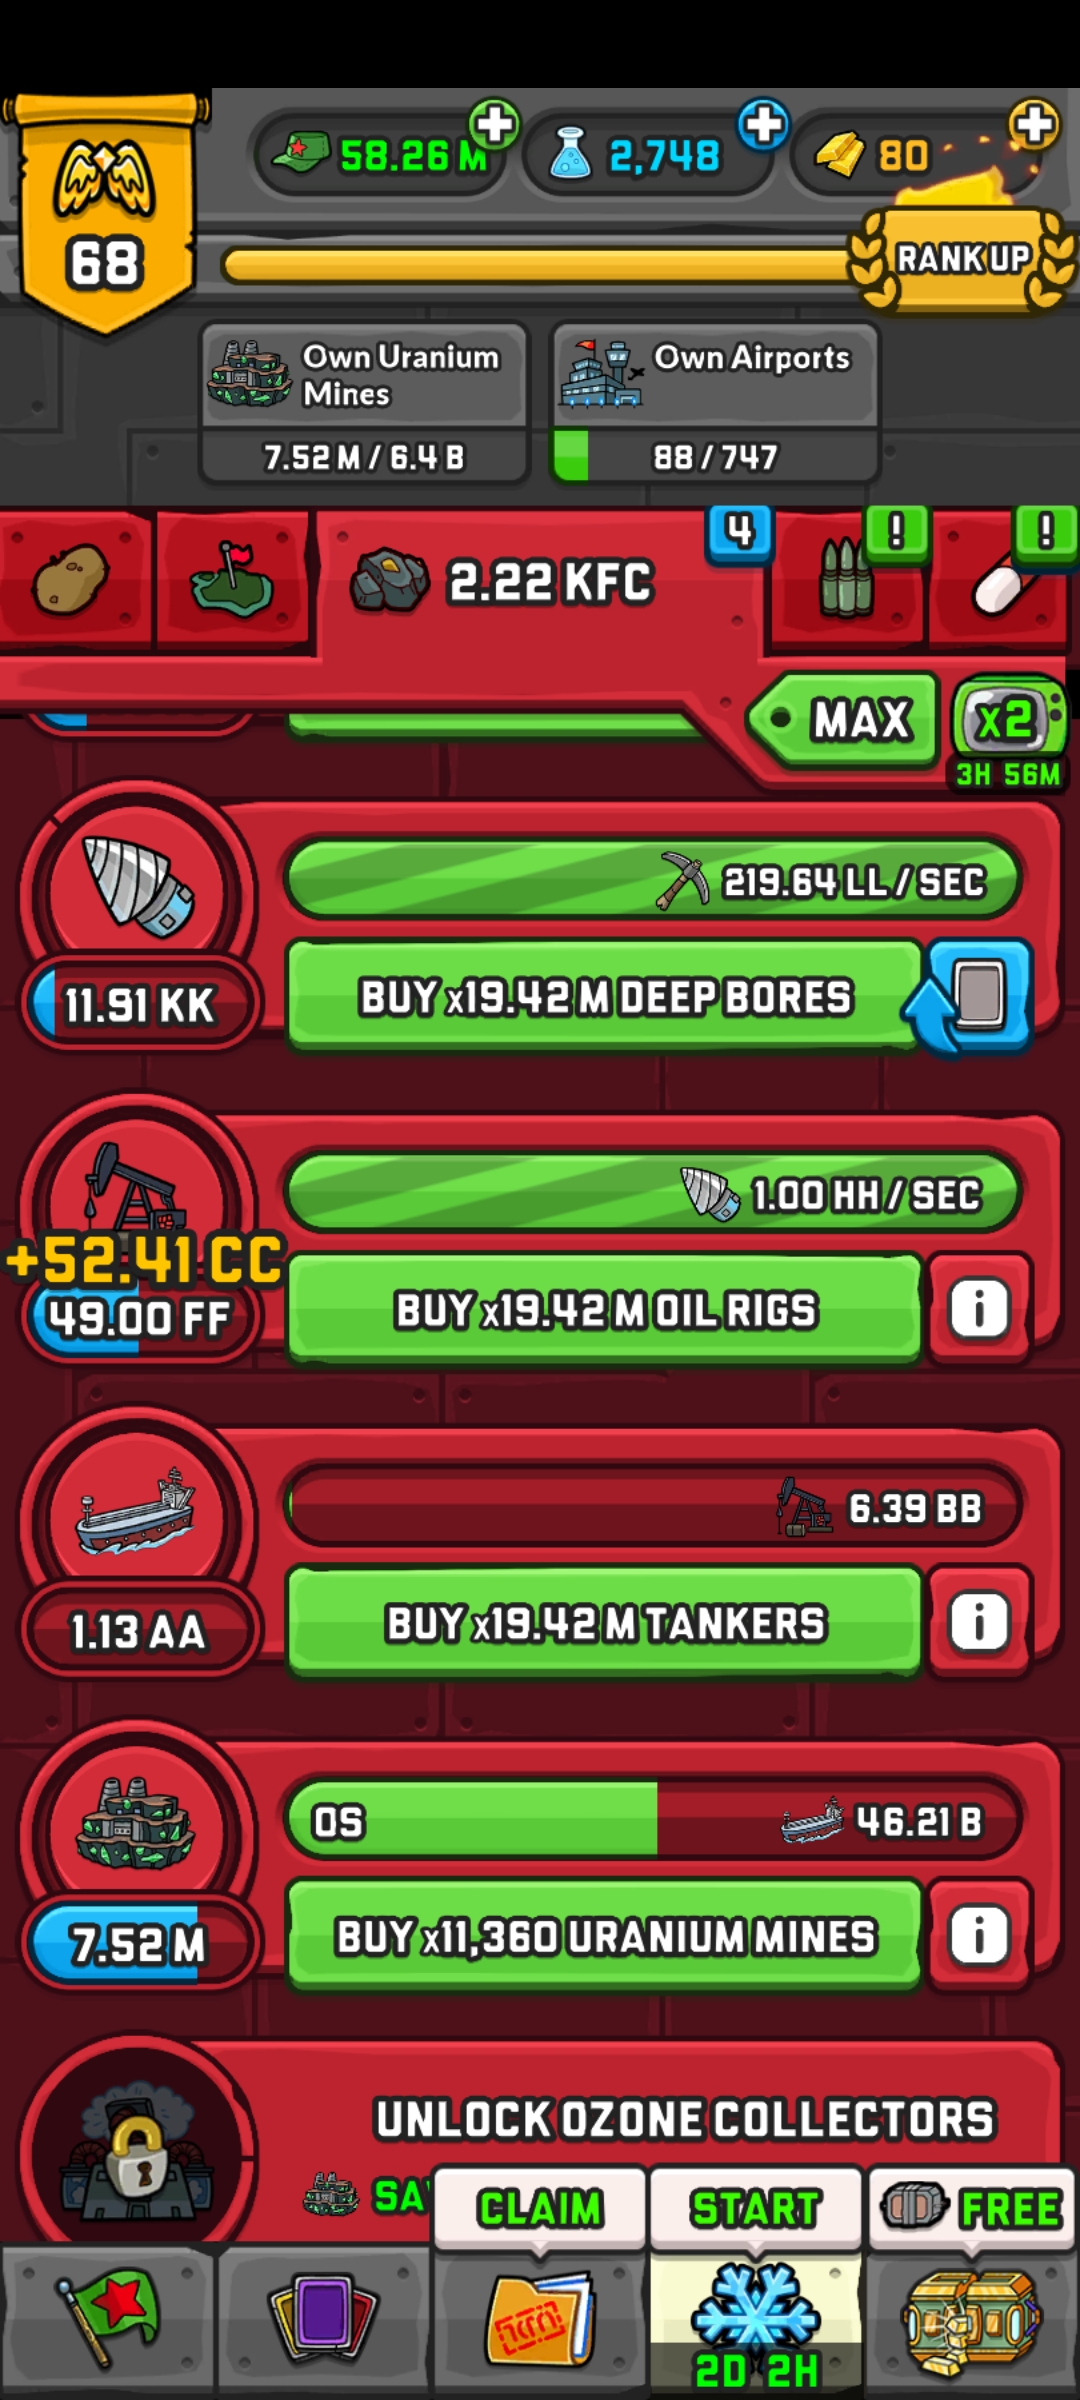 58.26 M
2,748
80
68
RANK UP
Own Uranium
Mines
7.52 M / 6.4 B
Own Airports
88 / 747
2.22 KFC
4
!
!
MAX
x2
3H 56M
219.64 LL / SEC
11.91 KK
BUY x19.42 M DEEP BORES
1.00 HH / SEC
+52.41 CC
49.00 FF
BUY x19.42 M OIL RIGS
i
6.39 BB
1.13 AA
BUY x19.42 M TANKERS
i
0S
46.21 B
7.52 M
BUY x11,360 URANIUM MINES
i
UNLOCK OZONE COLLECTORS
CLAIM
START
FREE
2D 2H